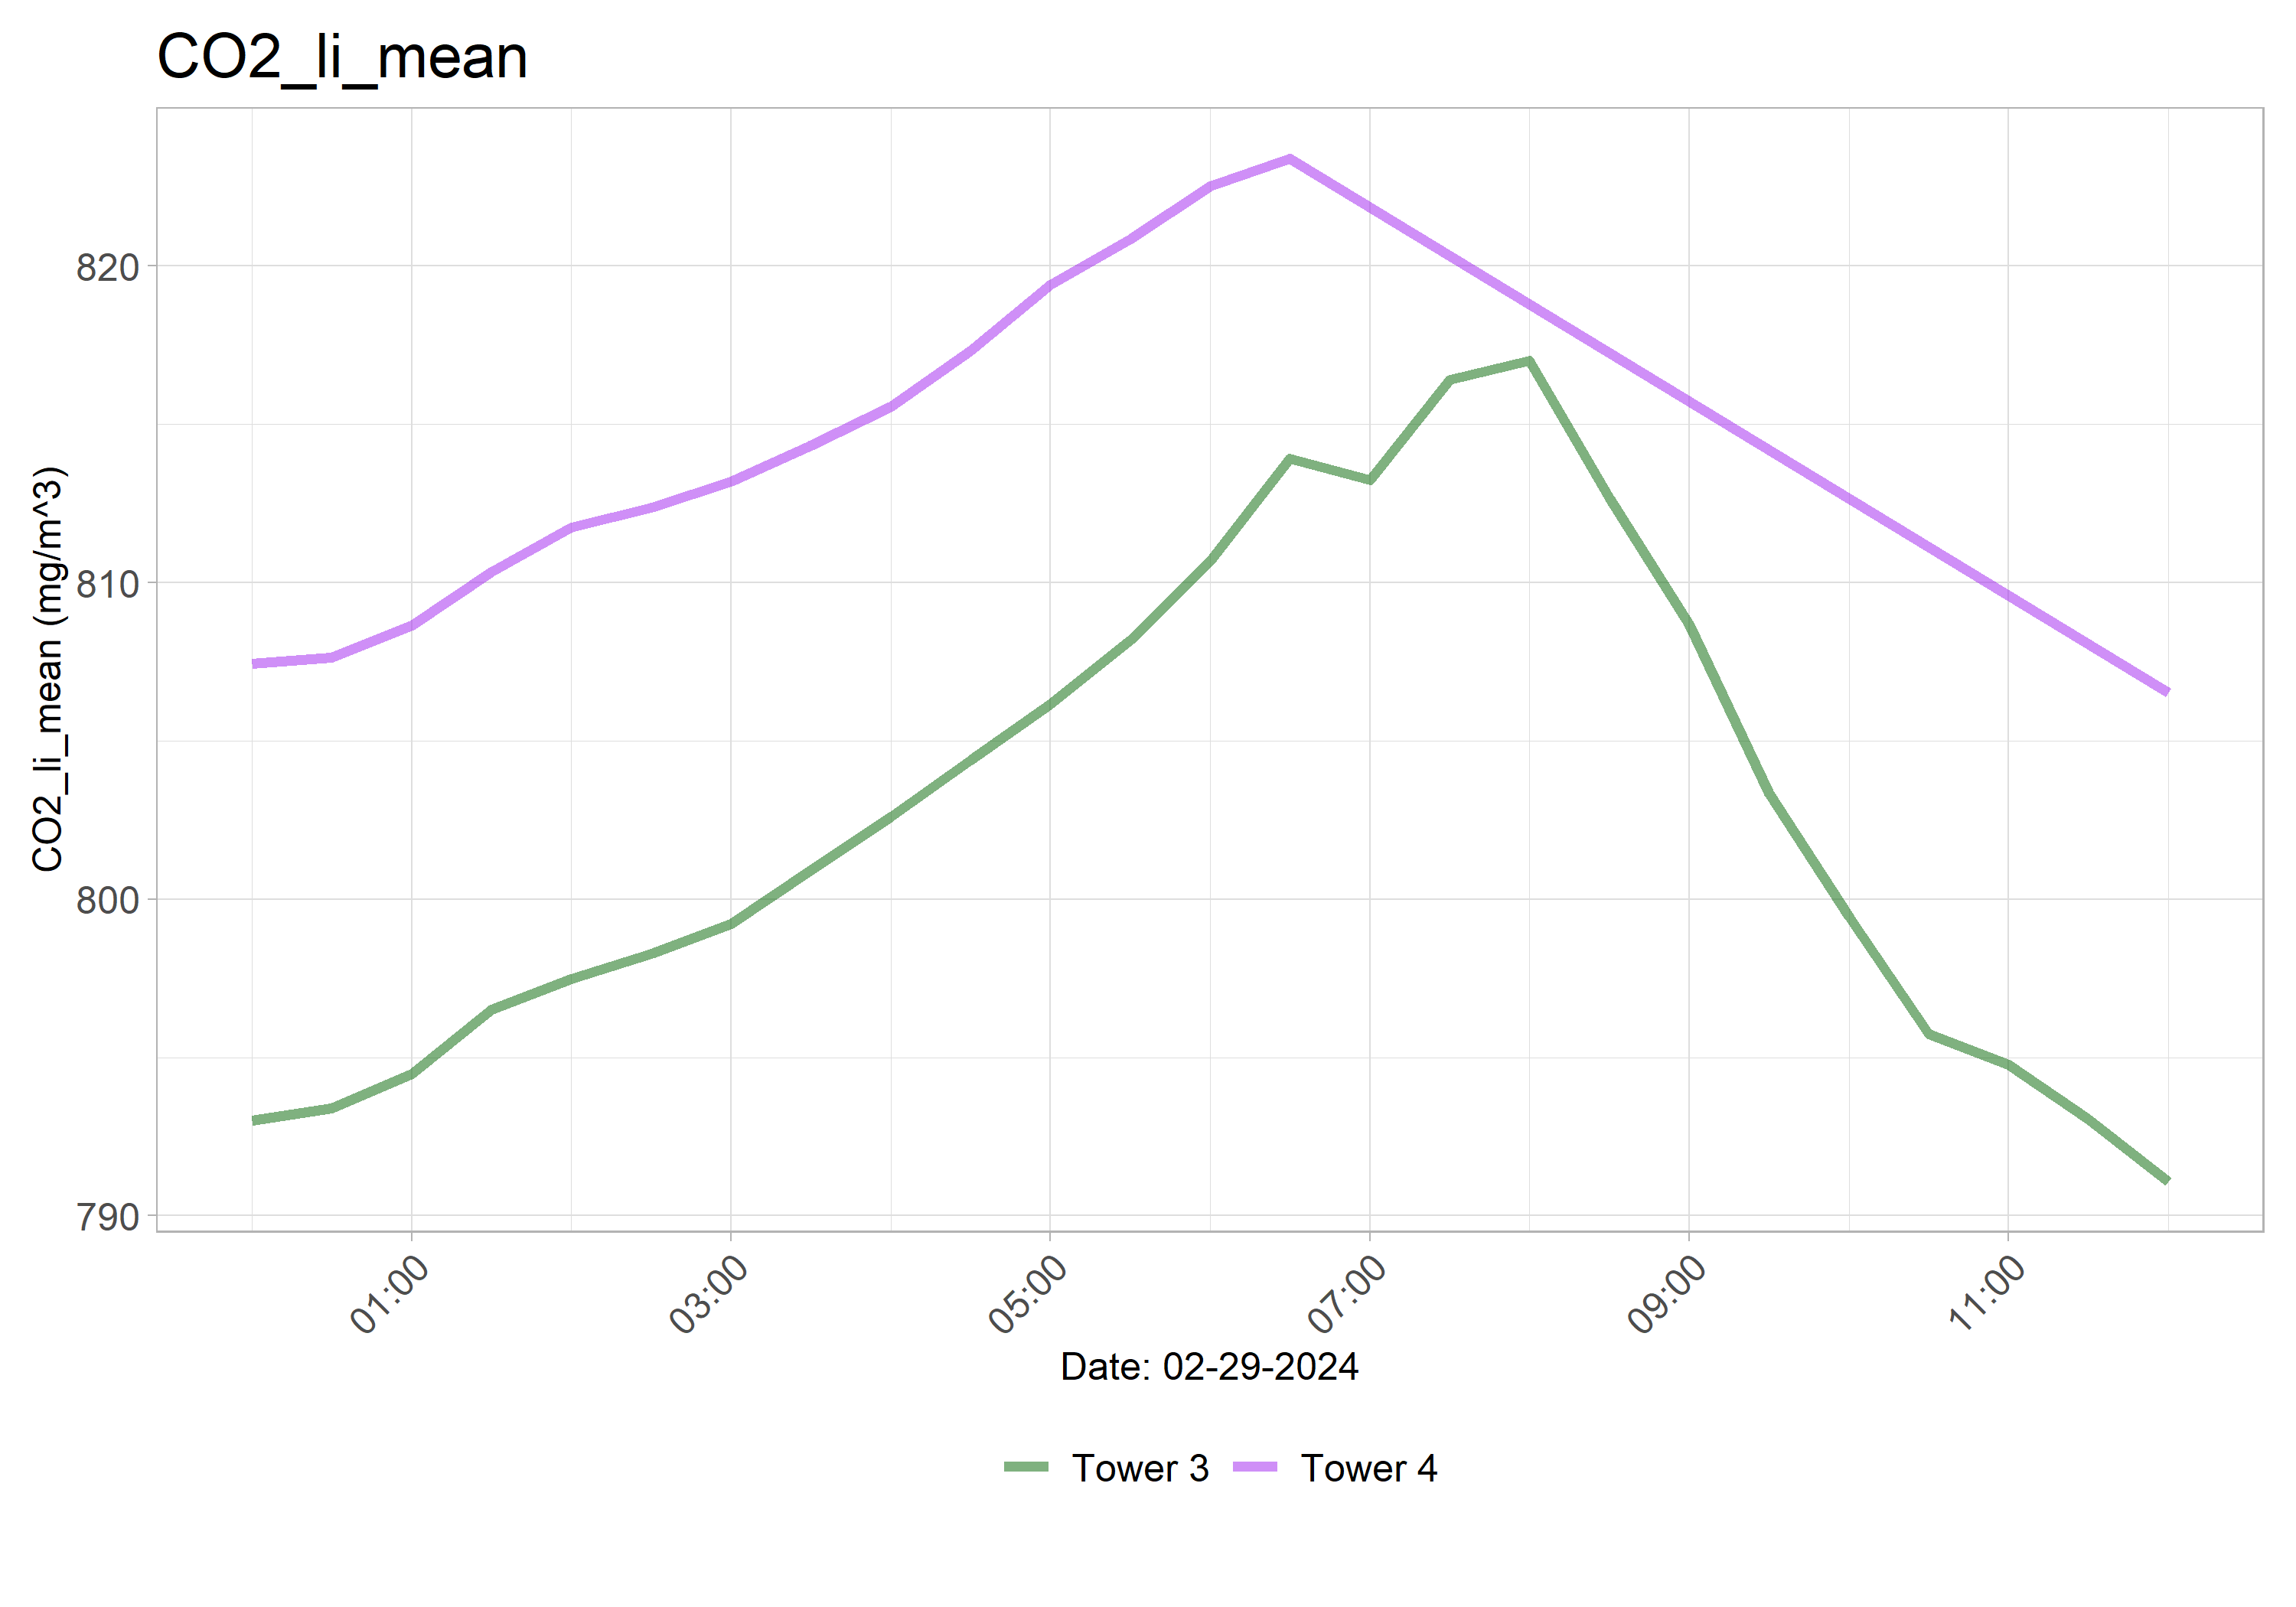 CO2_li_mean
CO2_li_mean (mg/m^3)
820
810
800
790
01:00 03:00 05:00 07:00 09:00 11:00
Date: 02-29-2024
Tower 3 Tower 4